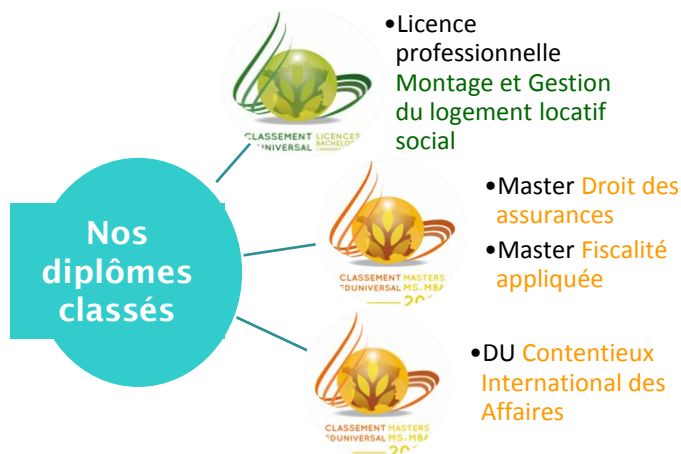 Nos
diplômes
classés
•Licence
professionnelle
Montage et Gestion
du logement locatif
social
CLASSEMENT LICENCES
DUNIVERSAL BACHELOR
•Master Droit des
assurances
•Master Fiscalité
appliquée
CLASSEMENT MASTERS
EDUNIVERSAL MS.MBA
•DU Contentieux
International des
Affaires
CLASSEMENT MASTERS
EDUNIVERSAL MS.MBA